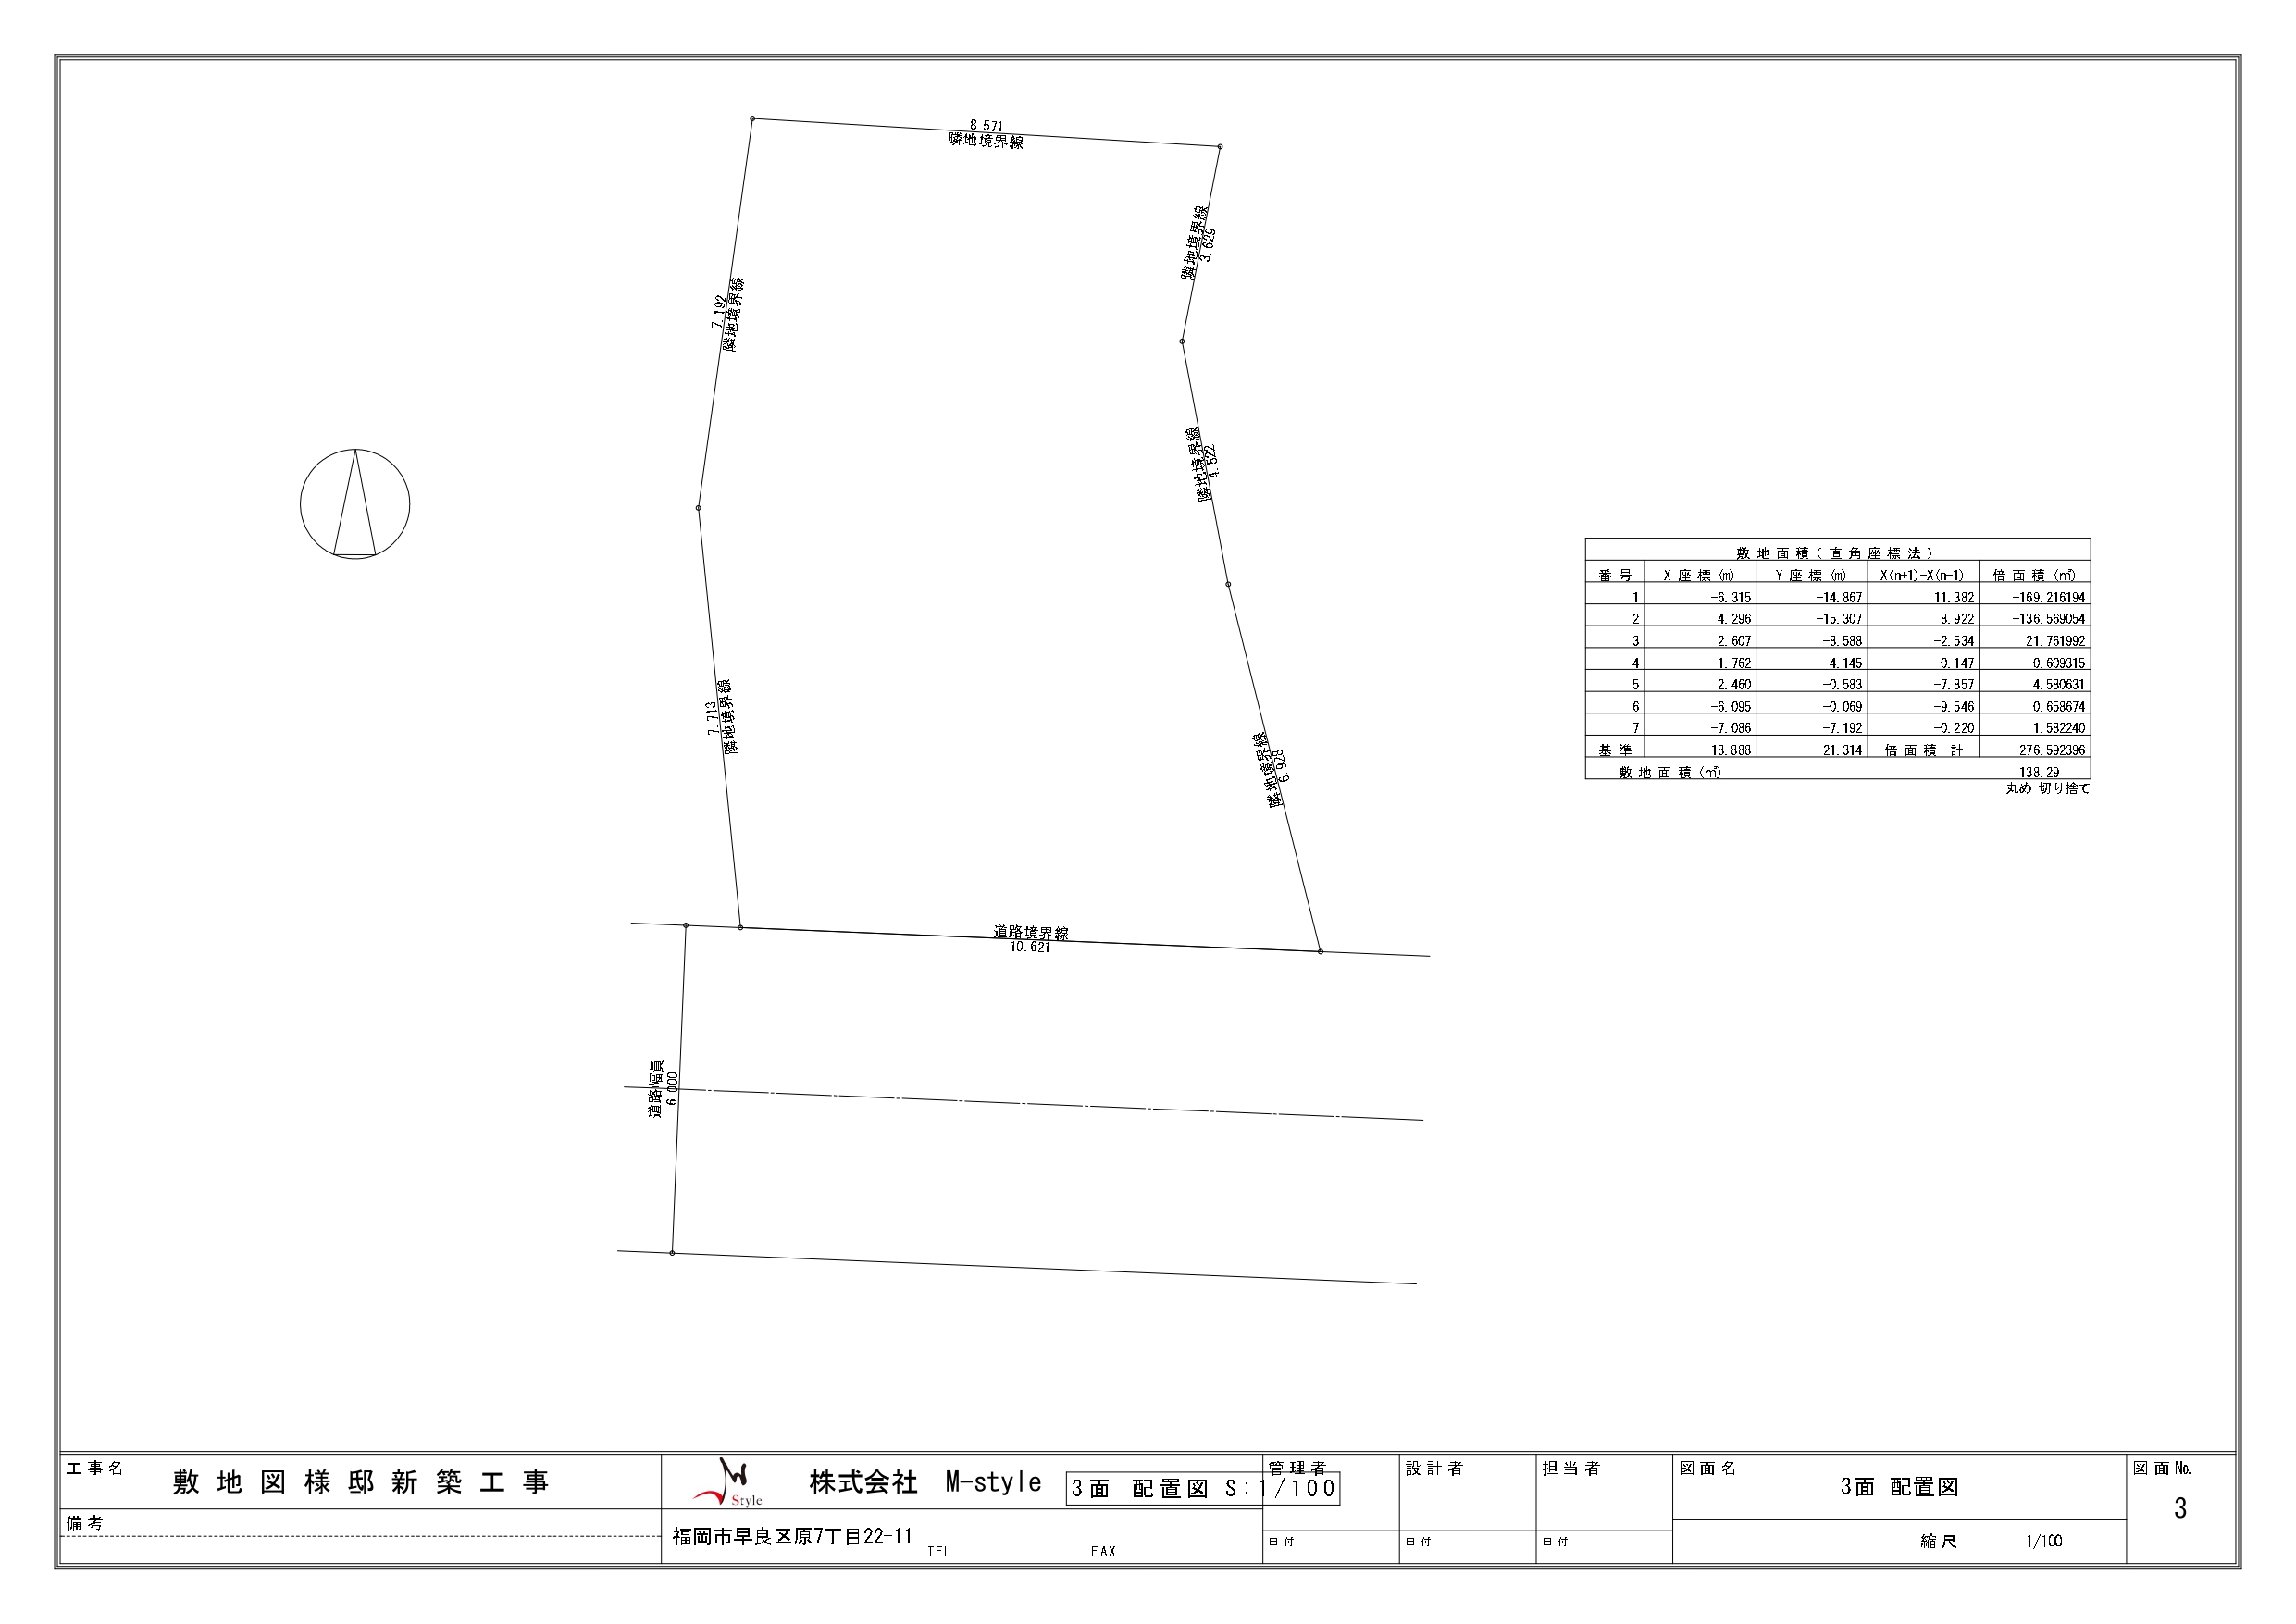 8.571
隣地境界線
隣地境界線
3.629
7.192
隣地境界線
隣地境界線
4.522
7.713
隣地境界線
隣地境界線
6.928
道路境界線
10.621
道路幅員
6.000
敷地面積(直角座標法)
番号 X座標(m) Y座標(m) X(n+1)-X(n-1) 倍面積(㎡)
1 -6.315 -14.867 11.382 -169.216194
2 4.296 -15.307 8.922 -136.569054
3 2.607 -8.588 -2.534 21.761992
4 1.762 -4.145 -0.147 0.609315
5 2.460 -0.583 -7.857 4.580631
6 -6.095 -0.069 -9.546 0.658674
7 -7.086 -7.192 -0.220 1.582240
基準 18.888 21.314 倍面積 計 -276.592396
敷地面積(㎡) 138.29
丸め 切り捨て
工事名 敷地図様邸新築工事
備考
Style
株式会社 M-style
3面 配置図 S:1/100
福岡市早良区原7丁目22-11
TEL FAX
管理者
日付
設計者
日付
担当者
日付
図面名
3面 配置図
縮尺 1/100
図面No.
3